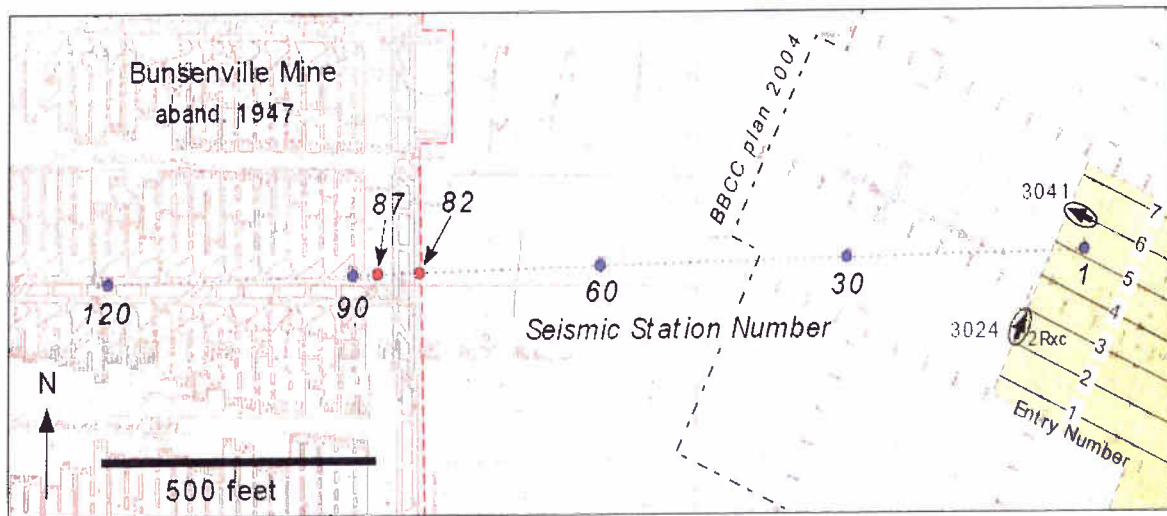 Bunsenville Mine
aband. 1947
BBCC plan 2004
87
82
3041
7
6
5
4
3
2
1
120
90
60
30
1
Seismic Station Number
3024
2Rxc
Entry Number
N
500 feet